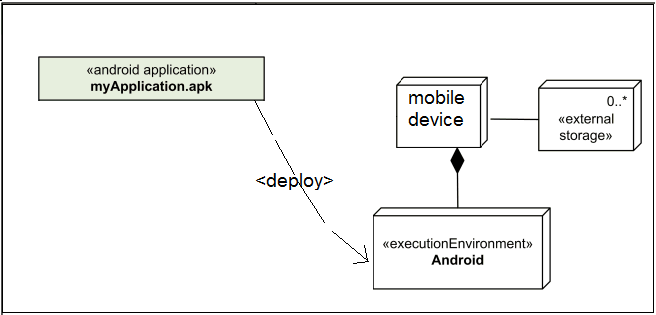 «android application»
myApplication.apk
mobile
device
0..*
«external
storage»
<deploy>
«executionEnvironment»
Android